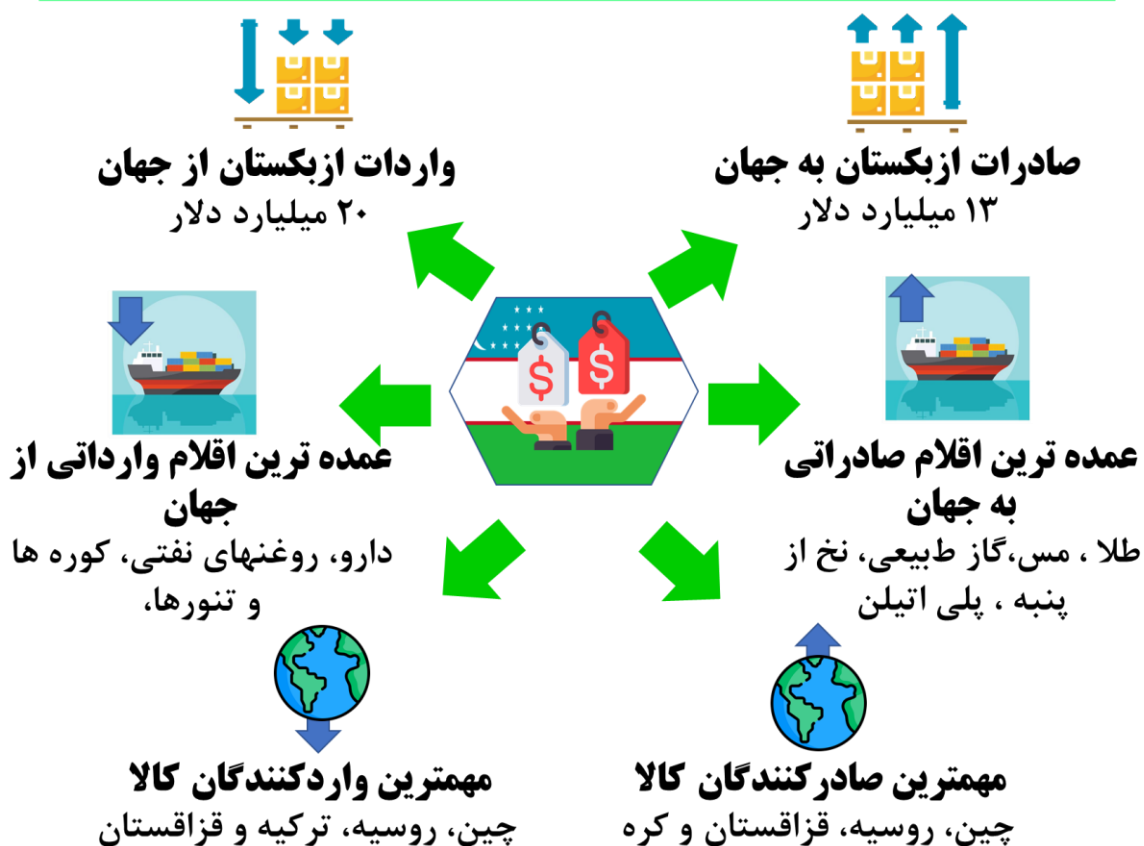 صادرات ازبکستان به جهان
۱۳ میلیارد دلار
واردات ازبکستان از جهان
۲۰ میلیارد دلار
عمده ترین اقلام صادراتی
به جهان
طلا ، مس،گاز طبیعی، نخ از
پنبه ، پلی اتیلن
عمده ترین اقلام وارداتی از
جهان
دارو، روغنهای نفتی، کوره ها
و تنورها،
مهمترین صادرکنندگان کالا
چین، روسیه، قزاقستان و کره
مهمترین واردکنندگان کالا
چین، روسیه، ترکیه و قزاقستان